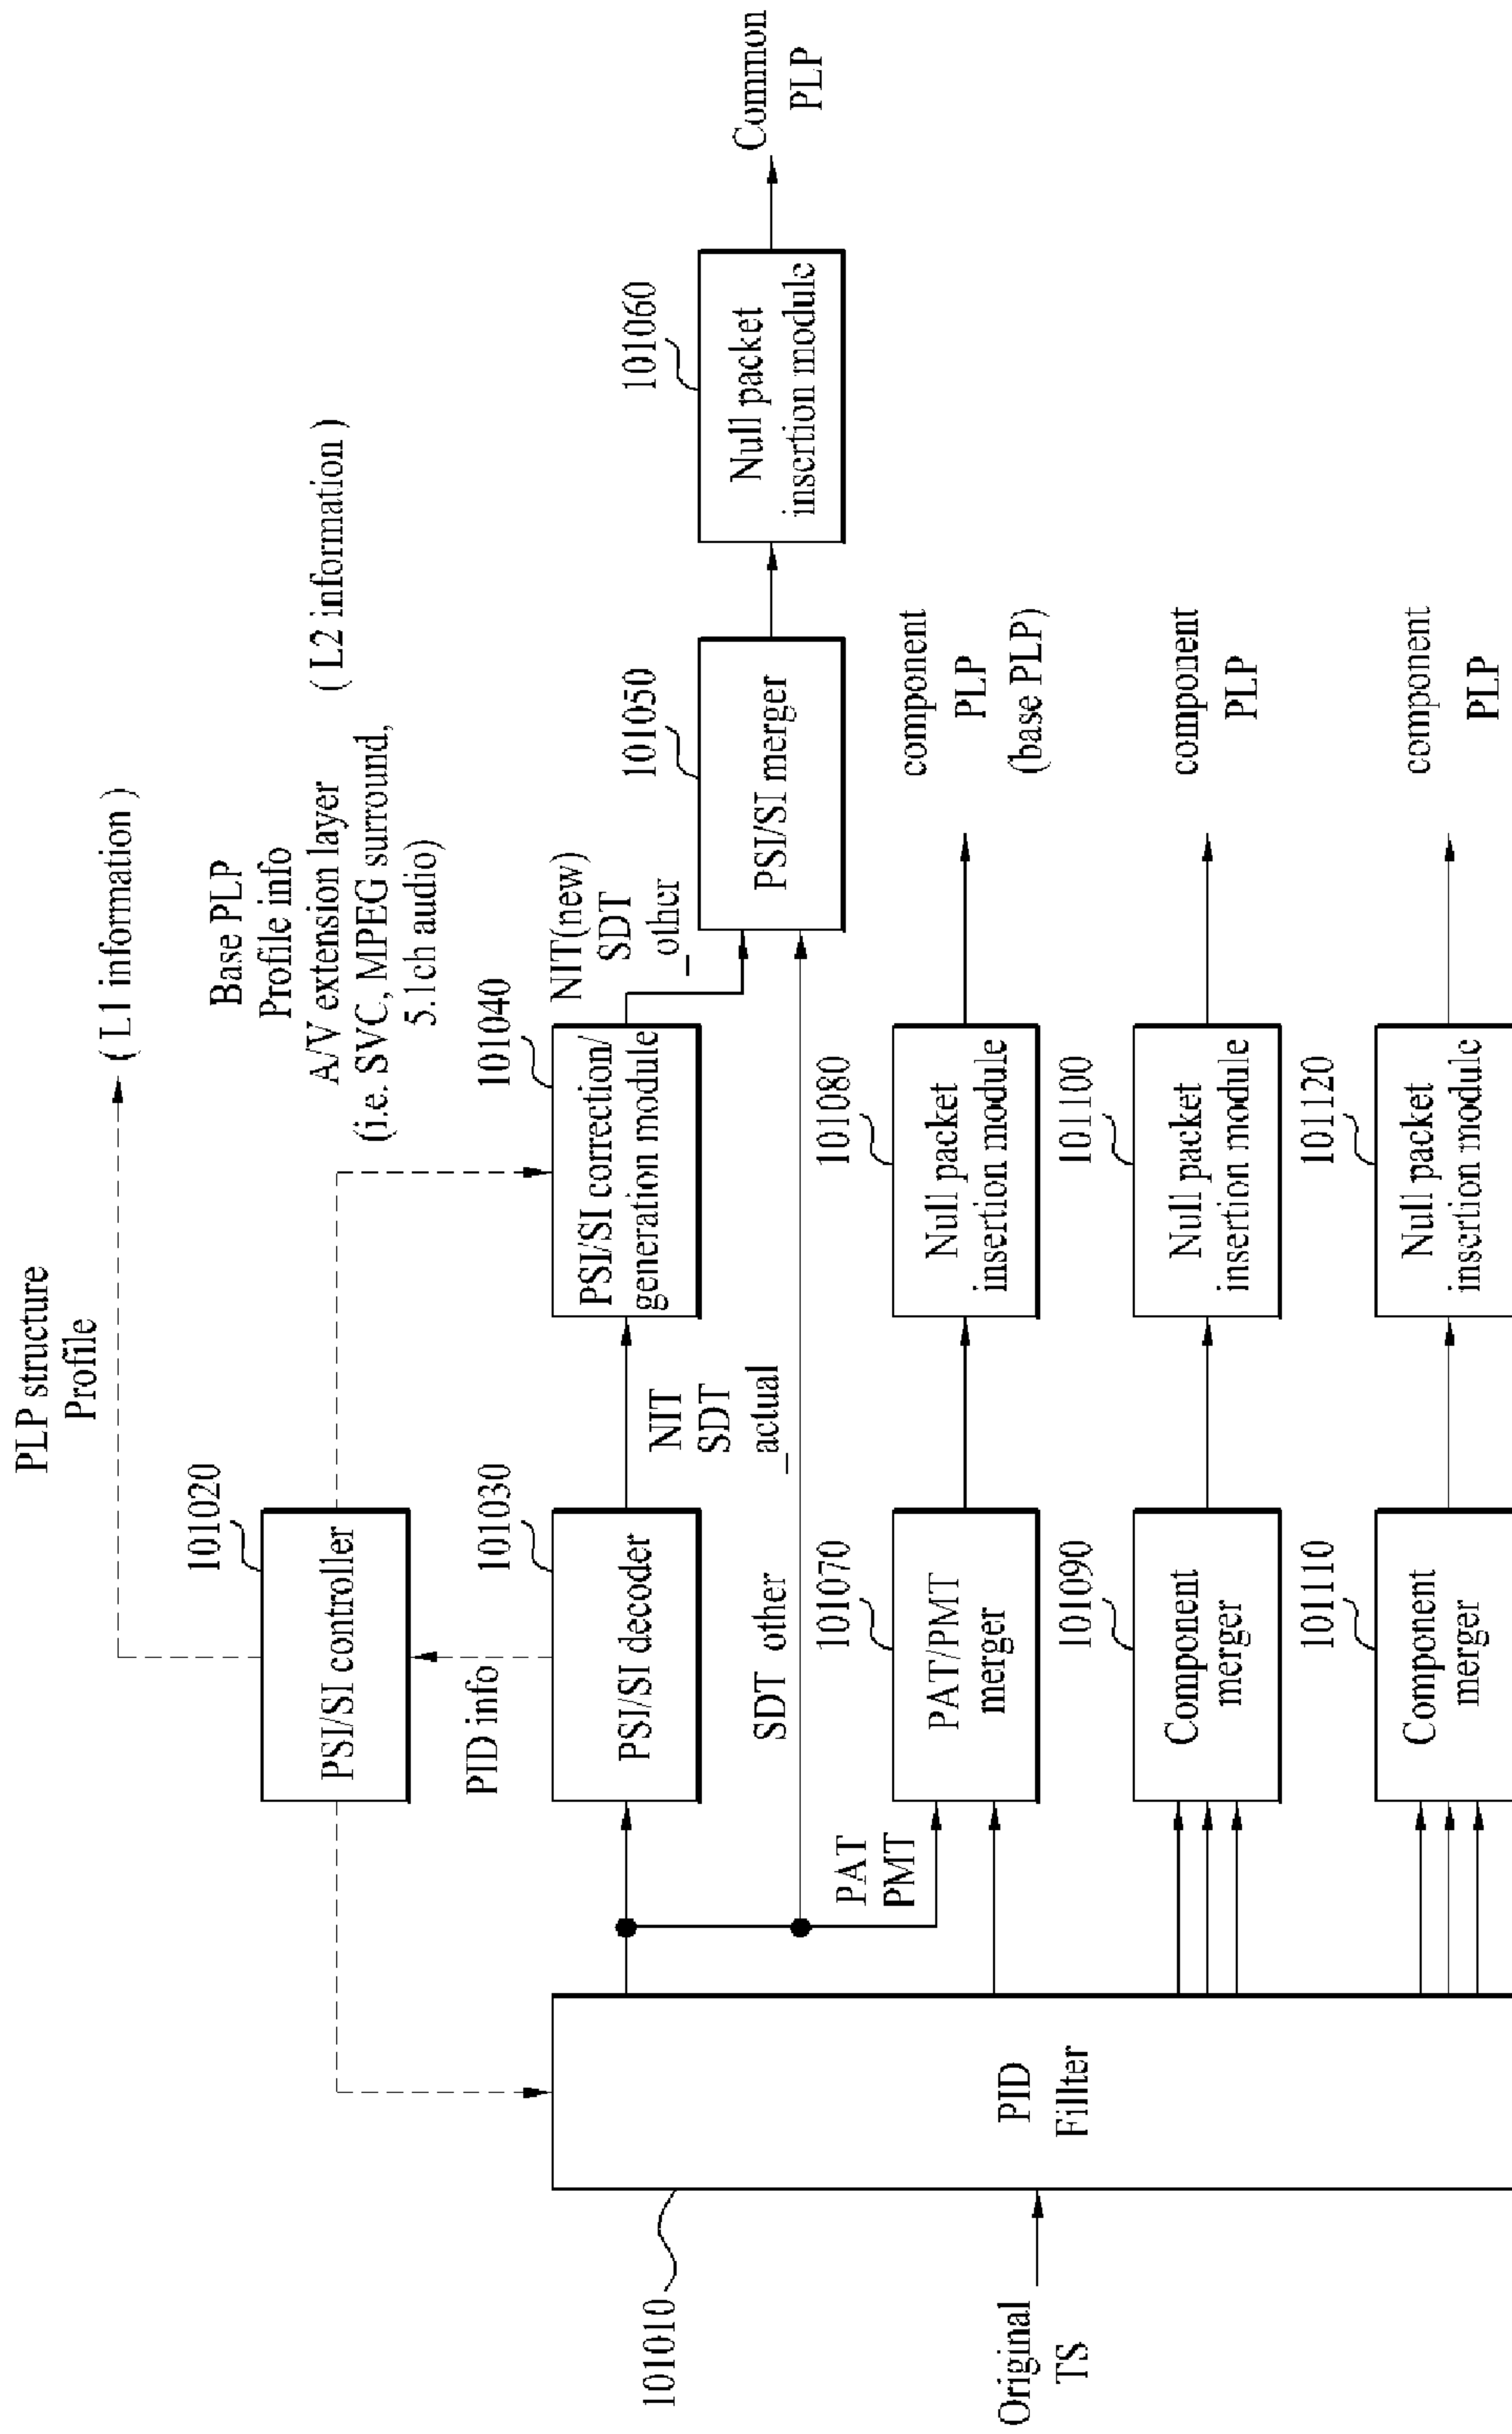 PLP structure
Profile
( L1 information )
Base PLP
Profile info
A/V extension layer
( L2 information )
(i.e. SVC, MPEG surround,
5.1ch audio)
101020
PSI/SI controller
PID info
101030
PSI/SI decoder
NIT
SDT
_actual
101040
PSI/SI correction/
generation module
NIT(new)
SDT
_other
101050
PSI/SI merger
101060
Null packet
insertion module
Common
PLP
SDT_other
PAT
PMT
101070
PAT/PMT
merger
101080
Null packet
insertion module
component
PLP
(base PLP)
101090
Component
merger
101100
Null packet
insertion module
component
PLP
101110
Component
merger
101120
Null packet
insertion module
component
PLP
101010
PID
Fillter
Original
TS